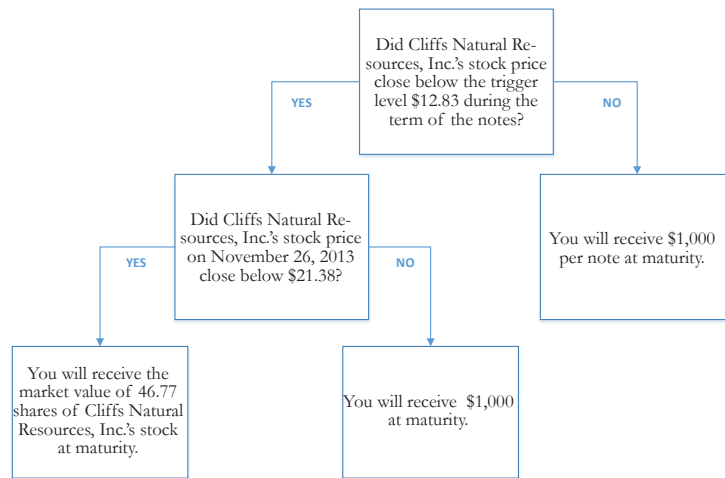 Did Cliffs Natural Re-
sources, Inc.'s stock price
close below the trigger
level $12.83 during the
term of the notes?
YES
NO
Did Cliffs Natural Re-
sources, Inc.'s stock price
on November 26, 2013
close below $21.38?
You will receive $1,000
per note at maturity.
YES
NO
You will receive the
market value of 46.77
shares of Cliffs Natural
Resources, Inc.'s stock
at maturity.
You will receive $1,000
at maturity.